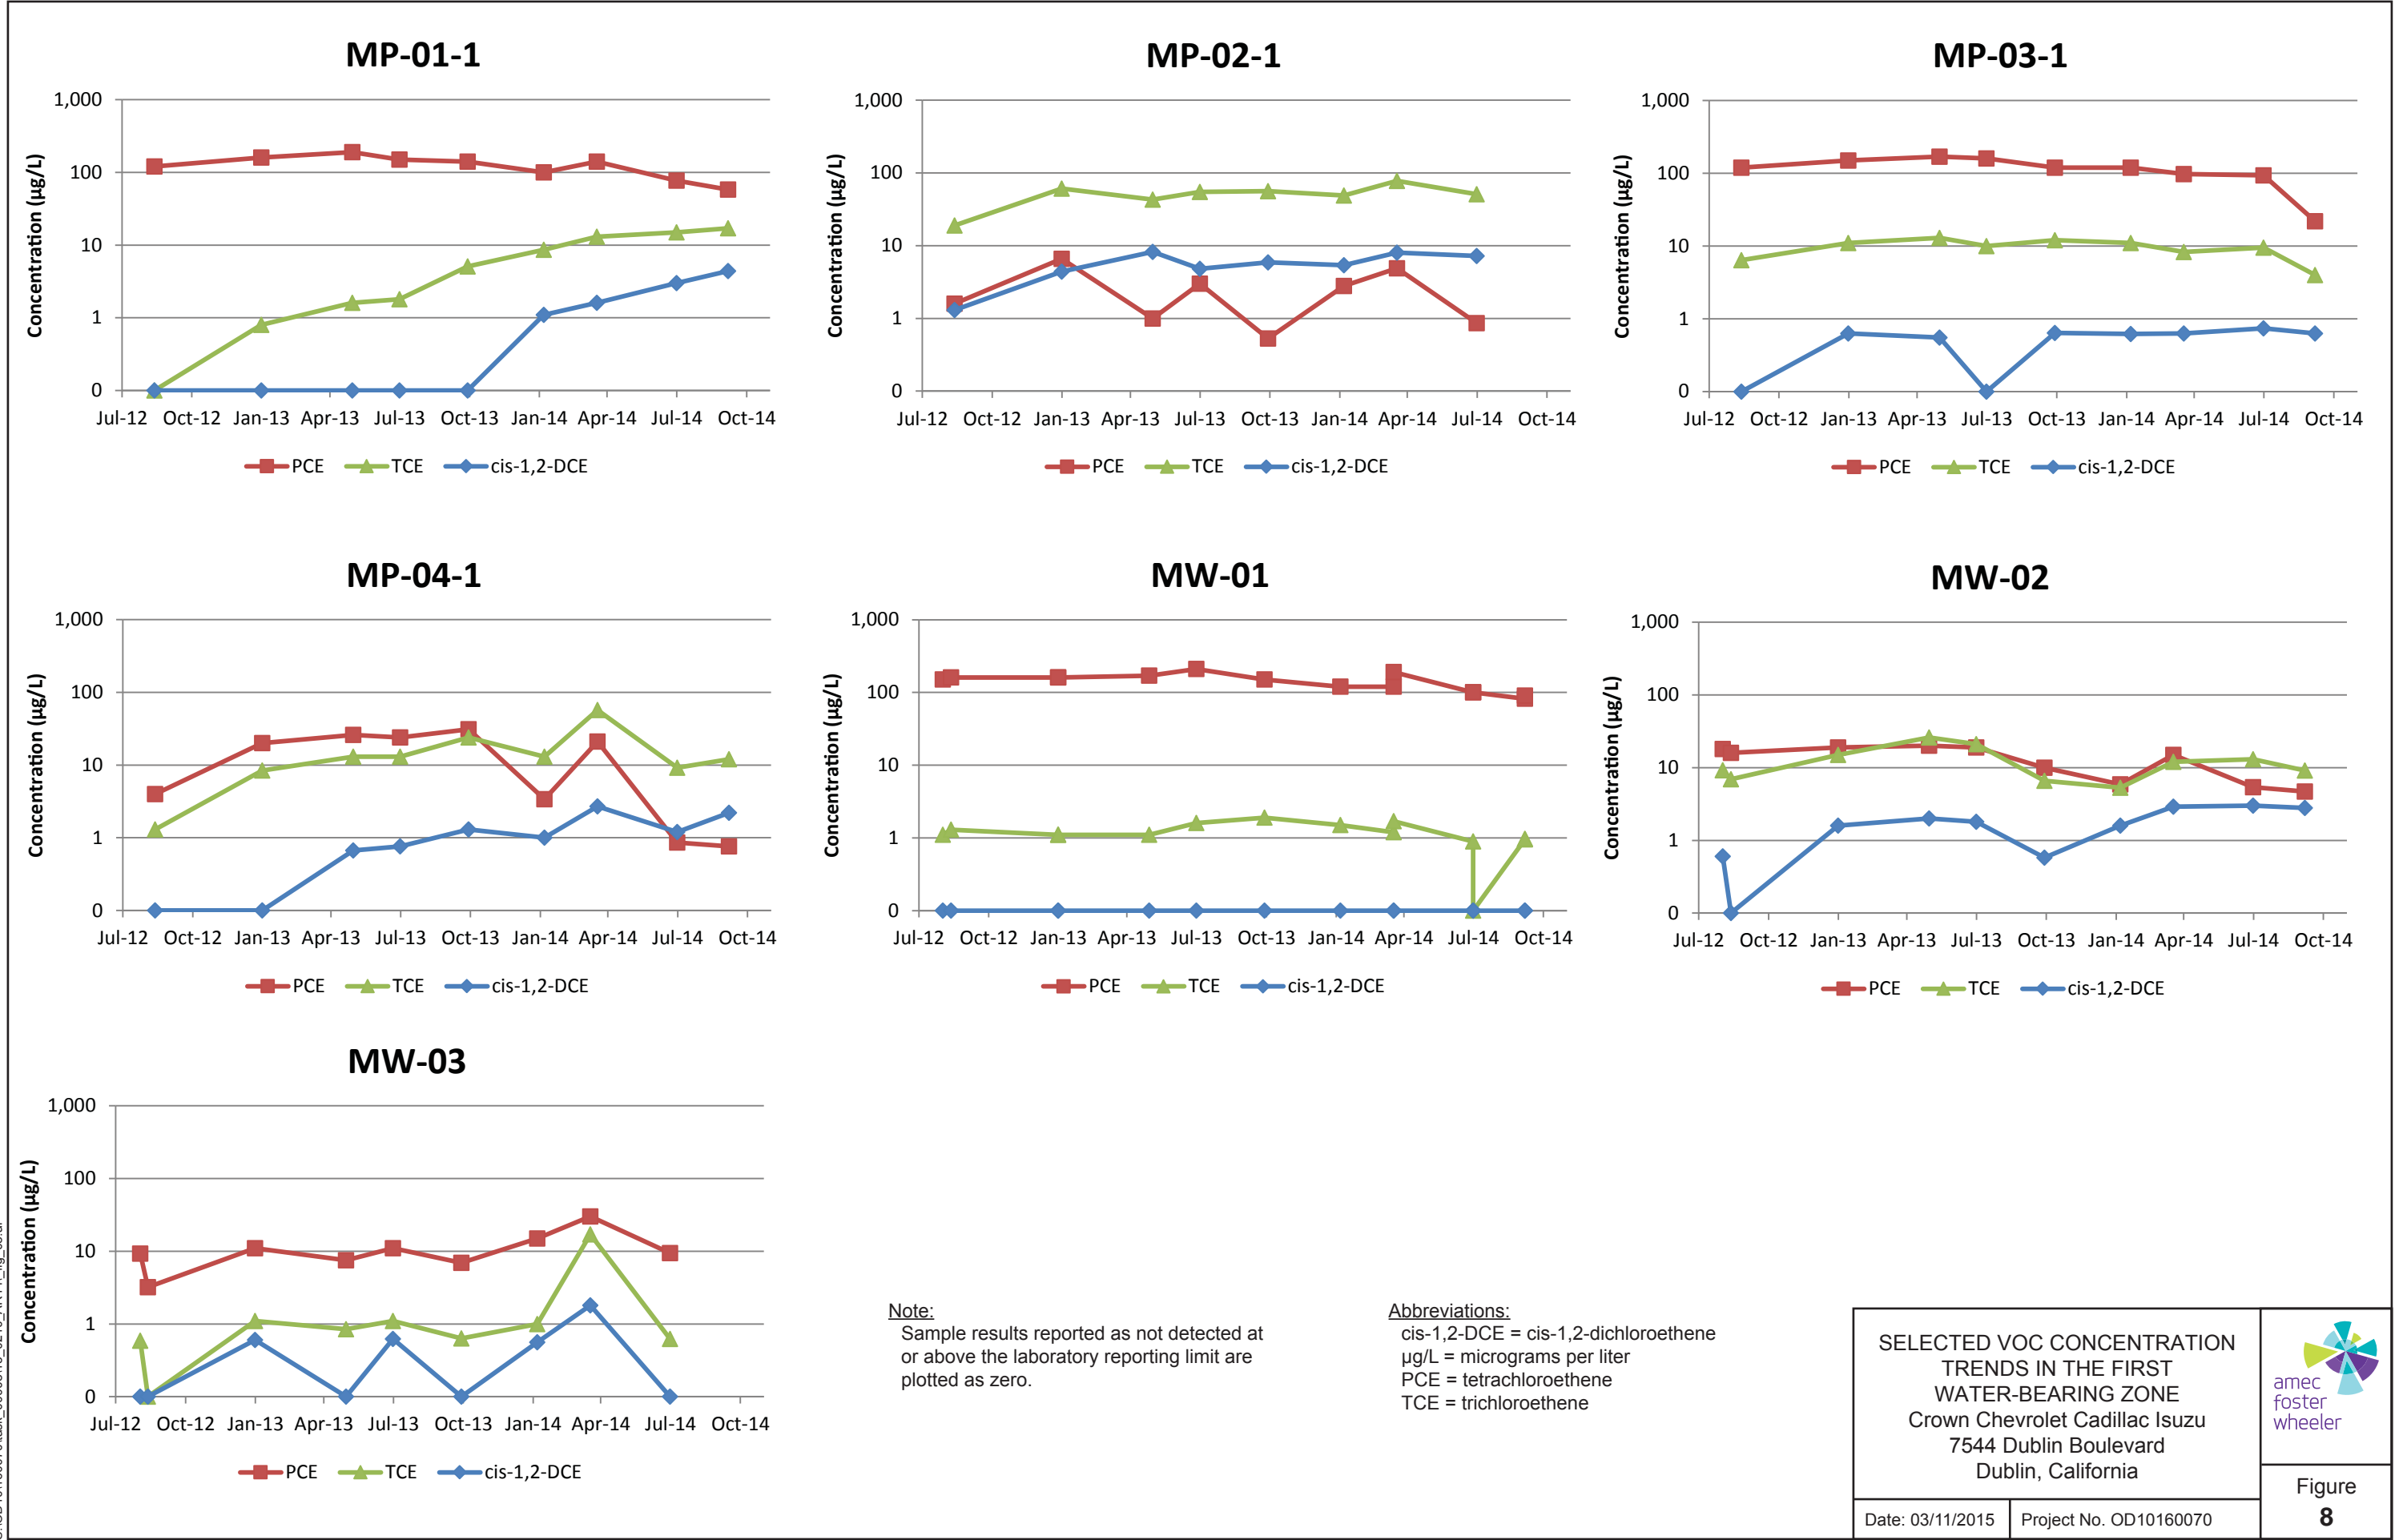 MP-01-1
1,000
100
10
1
0
Concentration (µg/L)
Jul-12 Oct-12 Jan-13 Apr-13 Jul-13 Oct-13 Jan-14 Apr-14 Jul-14 Oct-14
PCE TCE cis-1,2-DCE
MP-02-1
1,000
100
10
1
0
Concentration (µg/L)
Jul-12 Oct-12 Jan-13 Apr-13 Jul-13 Oct-13 Jan-14 Apr-14 Jul-14 Oct-14
PCE TCE cis-1,2-DCE
MP-03-1
1,000
100
10
1
0
Concentration (µg/L)
Jul-12 Oct-12 Jan-13 Apr-13 Jul-13 Oct-13 Jan-14 Apr-14 Jul-14 Oct-14
PCE TCE cis-1,2-DCE
MP-04-1
1,000
100
10
1
0
Concentration (µg/L)
Jul-12 Oct-12 Jan-13 Apr-13 Jul-13 Oct-13 Jan-14 Apr-14 Jul-14 Oct-14
PCE TCE cis-1,2-DCE
MW-01
1,000
100
10
1
0
Concentration (µg/L)
Jul-12 Oct-12 Jan-13 Apr-13 Jul-13 Oct-13 Jan-14 Apr-14 Jul-14 Oct-14
PCE TCE cis-1,2-DCE
MW-02
1,000
100
10
1
0
Concentration (µg/L)
Jul-12 Oct-12 Jan-13 Apr-13 Jul-13 Oct-13 Jan-14 Apr-14 Jul-14 Oct-14
PCE TCE cis-1,2-DCE
MW-03
1,000
100
10
1
0
Concentration (µg/L)
Jul-12 Oct-12 Jan-13 Apr-13 Jul-13 Oct-13 Jan-14 Apr-14 Jul-14 Oct-14
PCE TCE cis-1,2-DCE
Note:
Sample results reported as not detected at
or above the laboratory reporting limit are
plotted as zero.
Abbreviations:
cis-1,2-DCE = cis-1,2-dichloroethene
µg/L = micrograms per liter
PCE = tetrachloroethene
TCE = trichloroethene
SELECTED VOC CONCENTRATION
TRENDS IN THE FIRST
WATER-BEARING ZONE
Crown Chevrolet Cadillac Isuzu
7544 Dublin Boulevard
Dublin, California
Date: 03/11/2015 Project No. OD10160070
amec
foster
wheeler
Figure
8